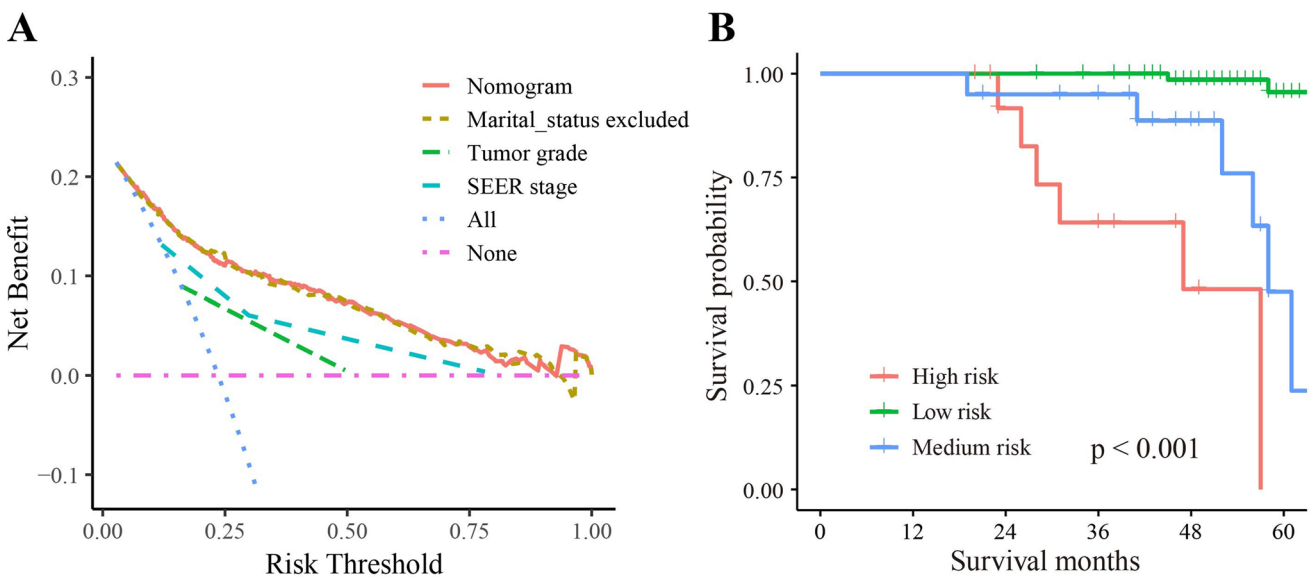 A
Net Benefit
0.3
0.2
0.1
0.0
−0.1
0.00 0.25 0.50 0.75 1.00
Risk Threshold
Nomogram
Marital_status excluded
Tumor grade
SEER stage
All
None
B
Survival probability
1.00
0.75
0.50
0.25
0.00
0 12 24 36 48 60
Survival months
High risk
Low risk
Medium risk
p < 0.001